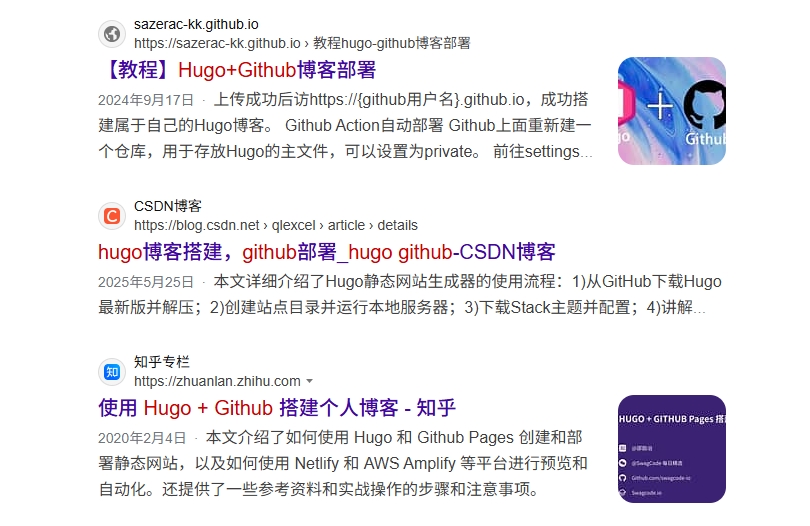 sazerac-kk.github.io
https://sazerac-kk.github.io › 教程hugo-github博客部署
【教程】Hugo+Github博客部署
2024年9月17日 · 上传成功后访https://{github用户名}.github.io，成功搭
建属于自己的Hugo博客。 Github Action自动部署 Github上面重新建一
个仓库，用于存放Hugo的主文件，可以设置为private。 前往settings...
go
Github
CSDN博客
https://blog.csdn.net › qlexcel › article › details
hugo博客搭建，github部署_hugo github-CSDN博客
2025年5月25日 · 本文详细介绍了Hugo静态网站生成器的使用流程：1)从GitHub下载Hugo
最新版并解压；2)创建站点目录并运行本地服务器；3)下载Stack主题并配置；4)讲解...
知
知乎专栏
https://zhuanlan.zhihu.com
使用 Hugo + Github 搭建个人博客 - 知乎
2020年2月4日 · 本文介绍了如何使用 Hugo 和 Github Pages 创建和部
署静态网站，以及如何使用 Netlify 和 AWS Amplify 等平台进行预览和
自动化。还提供了一些参考资料和实战操作的步骤和注意事项。
HUGO + GITHUB Pages 搭
@SwagCode 每日精选
Github.com/swagcode-io
Swagcode.io